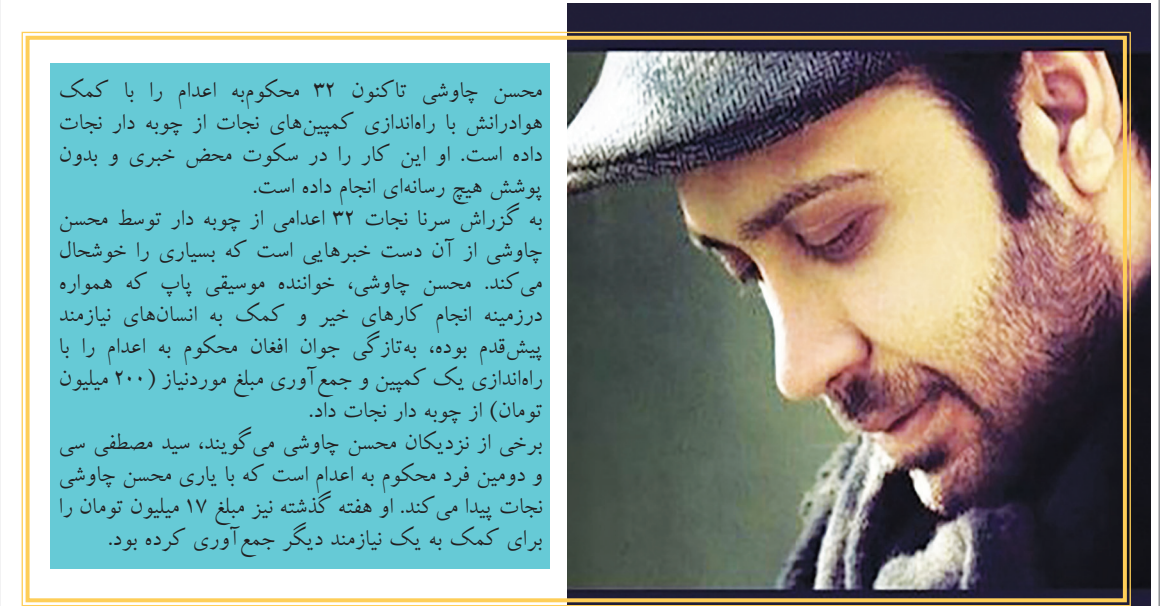 محسن چاوشی تاکنون ۳۲ محکوم‌به اعدام را با کمک
هوادرانش با راه‌اندازی کمپین‌های نجات از چوبه دار نجات
داده است. او این کار را در سکوت محض خبری و بدون
پوشش هیچ رسانه‌ای انجام داده است.
به گزراش سرنا نجات ۳۲ اعدامی از چوبه دار توسط محسن
چاوشی از آن دست خبرهایی است که بسیاری را خوشحال
می‌کند. محسن چاوشی، خواننده موسیقی پاپ که همواره
درزمینه انجام کارهای خیر و کمک به انسان‌های نیازمند
پیش‌قدم بوده، به‌تازگی جوان افغان محکوم به اعدام را با
راه‌اندازی یک کمپین و جمع‌آوری مبلغ موردنیاز (۲۰۰ میلیون
تومان) از چوبه دار نجات داد.
برخی از نزدیکان محسن چاوشی می‌گویند، سید مصطفی سی
و دومین فرد محکوم به اعدام است که با یاری محسن چاوشی
نجات پیدا می‌کند. او هفته گذشته نیز مبلغ ۱۷ میلیون تومان را
برای کمک به یک نیازمند دیگر جمع‌آوری کرده بود.